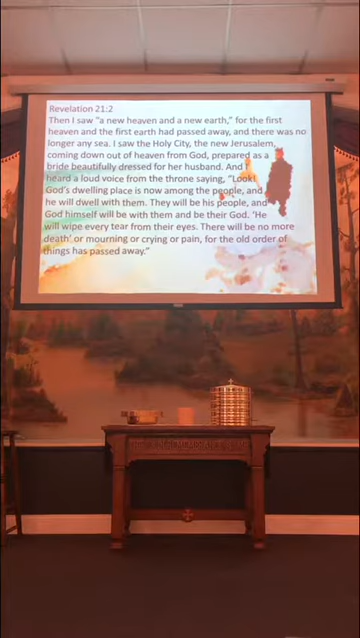 Revelation 21:2
Then I saw "a new heaven and a new earth," for the first
heaven and the first earth had passed away, and there was no
longer any sea. I saw the Holy City, the new Jerusalem,
coming down out of heaven from God, prepared as a
bride beautifully dressed for her husband. And I
heard a loud voice from the throne saying, "Look!
God's dwelling place is now among the people, and
he will dwell with them. They will be his people, and
God himself will be with them and be their God. 'He
will wipe every tear from their eyes. There will be no more
death' or mourning or crying or pain, for the old order of
things has passed away."